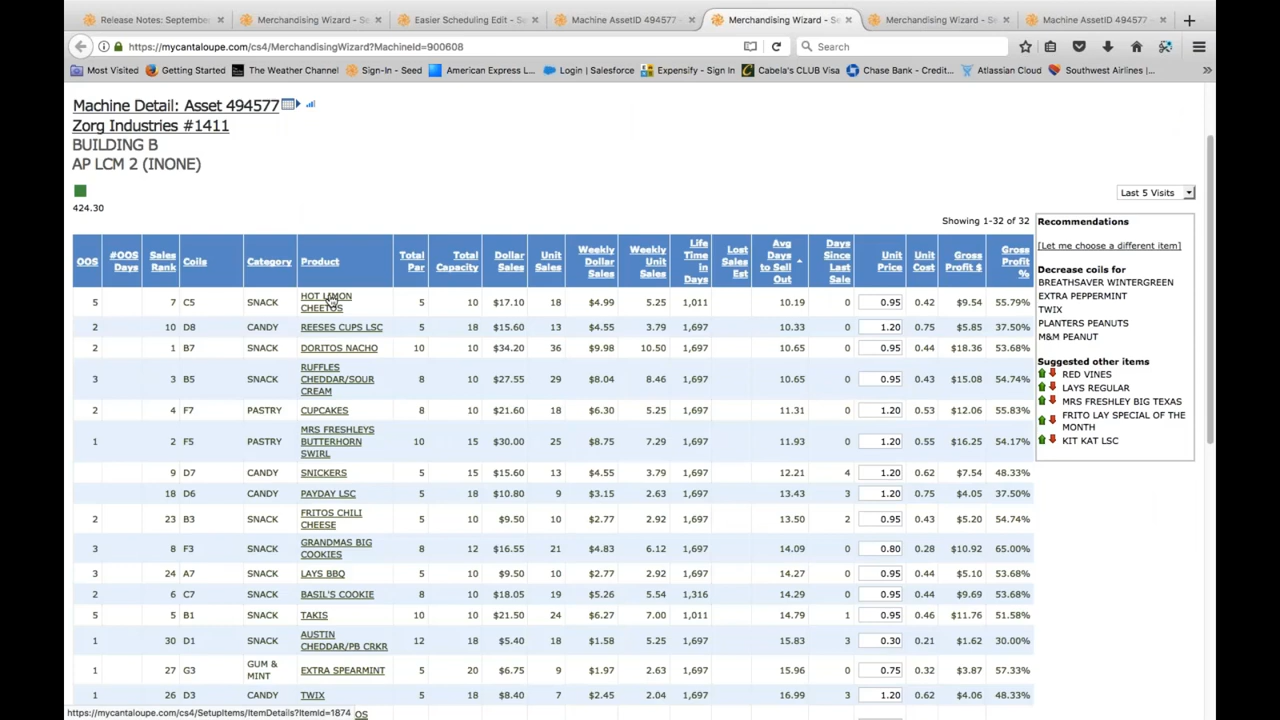 Release Notes: Septembe
Merchandising Wizard - Se
Easier Scheduling Edit - Se
Machine AssetID 494577 -
Merchandising Wizard - Se
Merchandising Wizard - S
Machine AssetID 494577 -
https://mycantaloupe.com/cs4/MerchandisingWizard?MachineId=900608
Search
Most Visited Getting Started The Weather Channel Sign-In - Seed American Express L... Login | Salesforce Expensify - Sign In Cabela's CLUB Visa Chase Bank - Credit... Atlassian Cloud Southwest Airlines |...
Machine Detail: Asset 494577
Zorg Industries #1411
BUILDING B
AP LCM 2 (INONE)
424.30
Last 5 Visits
Showing 1-32 of 32
OOS #OOS Days Sales Rank Coils Category Product Total Par Total Capacity Dollar Sales Unit Sales Weekly Dollar Sales Weekly Unit Sales Life Time in Days Lost Sales Est Avg Days to Sell Out Days Since Last Sale Unit Price Unit Cost Gross Profit $ Gross Profit %
5 7 C5 SNACK HOT LIMON CHEETOS 5 10 $17.10 18 $4.99 5.25 1,011 10.19 0 0.95 0.42 $9.54 55.79%
2 10 D8 CANDY REESES CUPS LSC 5 18 $15.60 13 $4.55 3.79 1,697 10.33 0 1.20 0.75 $5.85 37.50%
2 1 B7 SNACK DORITOS NACHO 10 10 $34.20 36 $9.98 10.50 1,697 10.65 0 0.95 0.44 $18.36 53.68%
3 3 B5 SNACK RUFFLES CHEDDAR/SOUR CREAM 8 10 $27.55 29 $8.04 8.46 1,697 10.65 0 0.95 0.43 $15.08 54.74%
2 4 F7 PASTRY CUPCAKES 8 10 $21.60 18 $6.30 5.25 1,697 11.31 0 1.20 0.53 $12.06 55.83%
1 2 F5 PASTRY MRS FRESHLEYS BUTTERHORN SWIRL 10 15 $30.00 25 $8.75 7.29 1,697 11.93 0 1.20 0.55 $16.25 54.17%
9 D7 CANDY SNICKERS 5 15 $15.60 13 $4.55 3.79 1,697 12.21 4 1.20 0.62 $7.54 48.33%
18 D6 CANDY PAYDAY LSC 5 18 $10.80 9 $3.15 2.63 1,697 13.43 3 1.20 0.75 $4.05 37.50%
2 23 B3 SNACK FRITOS CHILI CHEESE 5 10 $9.50 10 $2.77 2.92 1,697 13.50 2 0.95 0.43 $5.20 54.74%
3 8 F3 SNACK GRANDMAS BIG COOKIES 8 12 $16.55 21 $4.83 6.12 1,697 14.09 0 0.80 0.28 $10.92 65.00%
3 24 A7 SNACK LAYS BBQ 5 10 $9.50 10 $2.77 2.92 1,697 14.27 0 0.95 0.44 $5.10 53.68%
2 6 C7 SNACK BASIL'S COOKIE 8 10 $18.05 19 $5.26 5.54 1,316 14.29 0 0.95 0.44 $9.69 53.68%
5 5 B1 SNACK TAKIS 10 10 $21.50 24 $6.27 7.00 1,011 14.79 1 0.95 0.46 $11.76 51.58%
1 30 D1 SNACK AUSTIN CHEDDAR/PB CRKR 12 18 $5.40 18 $1.58 5.25 1,697 15.83 3 0.30 0.21 $1.62 30.00%
1 27 G3 GUM & MINT EXTRA SPEARMINT 5 20 $6.75 9 $1.97 2.63 1,697 15.96 0 0.75 0.32 $3.87 57.33%
1 26 D3 CANDY TWIX 5 18 $8.40 7 $2.45 2.04 1,697 16.99 3 1.20 0.62 $4.06 48.33%
Recommendations
[Let me choose a different item]
Decrease coils for
BREATHSAVER WINTERGREEN
EXTRA PEPPERMINT
TWIX
PLANTERS PEANUTS
M&M PEANUT
Suggested other items
RED VINES
LAYS REGULAR
MRS FRESHLEY BIG TEXAS
FRITO LAY SPECIAL OF THE
MONTH
KIT KAT LSC
https://mycantaloupe.com/cs4/SetupItems/ItemDetails?ItemId=1874 OS